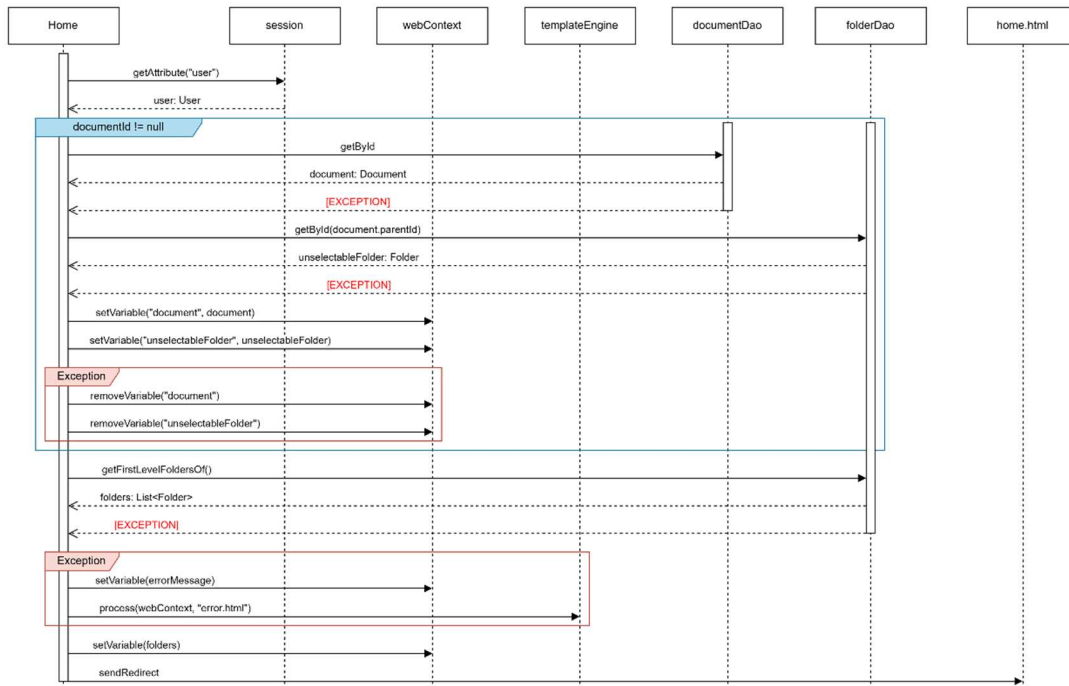 Home
session
webContext
templateEngine
documentDao
folderDao
home.html
getAttribute("user")
user: User
documentId != null
getById
document: Document
[EXCEPTION]
getById(document.parentId)
unselectableFolder: Folder
[EXCEPTION]
setVariable("document", document)
setVariable("unselectableFolder", unselectableFolder)
Exception
removeVariable("document")
removeVariable("unselectableFolder")
getFirstLevelFoldersOf()
folders: List<Folder>
[EXCEPTION]
Exception
setVariable(errorMessage)
process(webContext, "error.html")
setVariable(folders)
sendRedirect